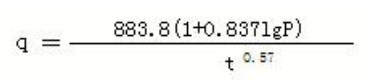 q = 883.8(1+0.837lgP) / t^0.57